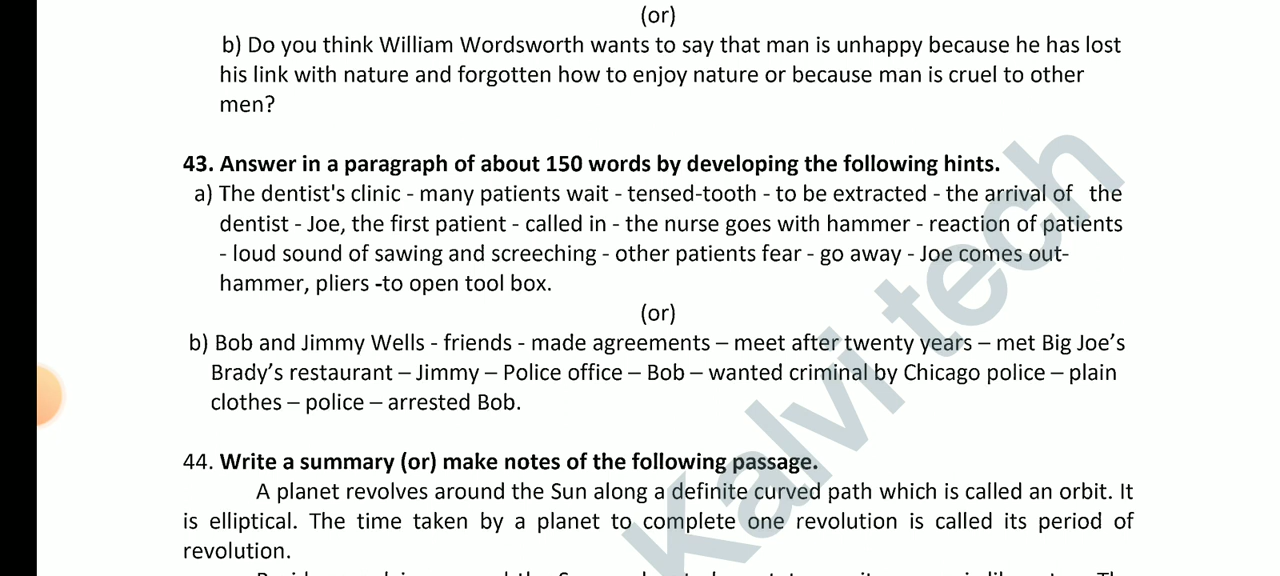 (or)
b) Do you think William Wordsworth wants to say that man is unhappy because he has lost
his link with nature and forgotten how to enjoy nature or because man is cruel to other
men?
43. Answer in a paragraph of about 150 words by developing the following hints.
a) The dentist's clinic - many patients wait - tensed-tooth - to be extracted - the arrival of the
dentist - Joe, the first patient - called in - the nurse goes with hammer - reaction of patients
- loud sound of sawing and screeching - other patients fear - go away - Joe comes out-
hammer, pliers -to open tool box.
(or)
b) Bob and Jimmy Wells - friends - made agreements – meet after twenty years – met Big Joe’s
Brady’s restaurant – Jimmy – Police office – Bob – wanted criminal by Chicago police – plain
clothes – police – arrested Bob.
44. Write a summary (or) make notes of the following passage.
A planet revolves around the Sun along a definite curved path which is called an orbit. It
is elliptical. The time taken by a planet to complete one revolution is called its period of
revolution.
Kalvi tech